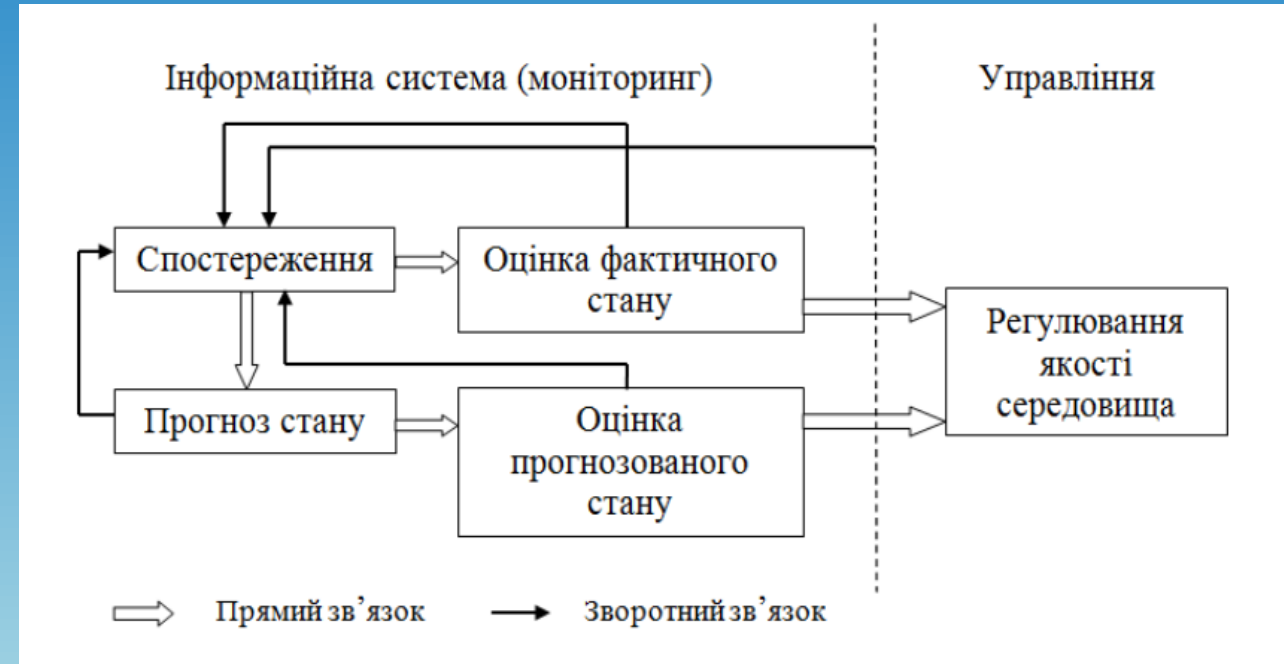 Інформаційна система (моніторинг)
Управління
Спостереження
Оцінка фактичного
стану
Регулювання
якості
середовища
Прогноз стану
Оцінка
прогнозованого
стану
Прямий зв’язок
Зворотний зв’язок